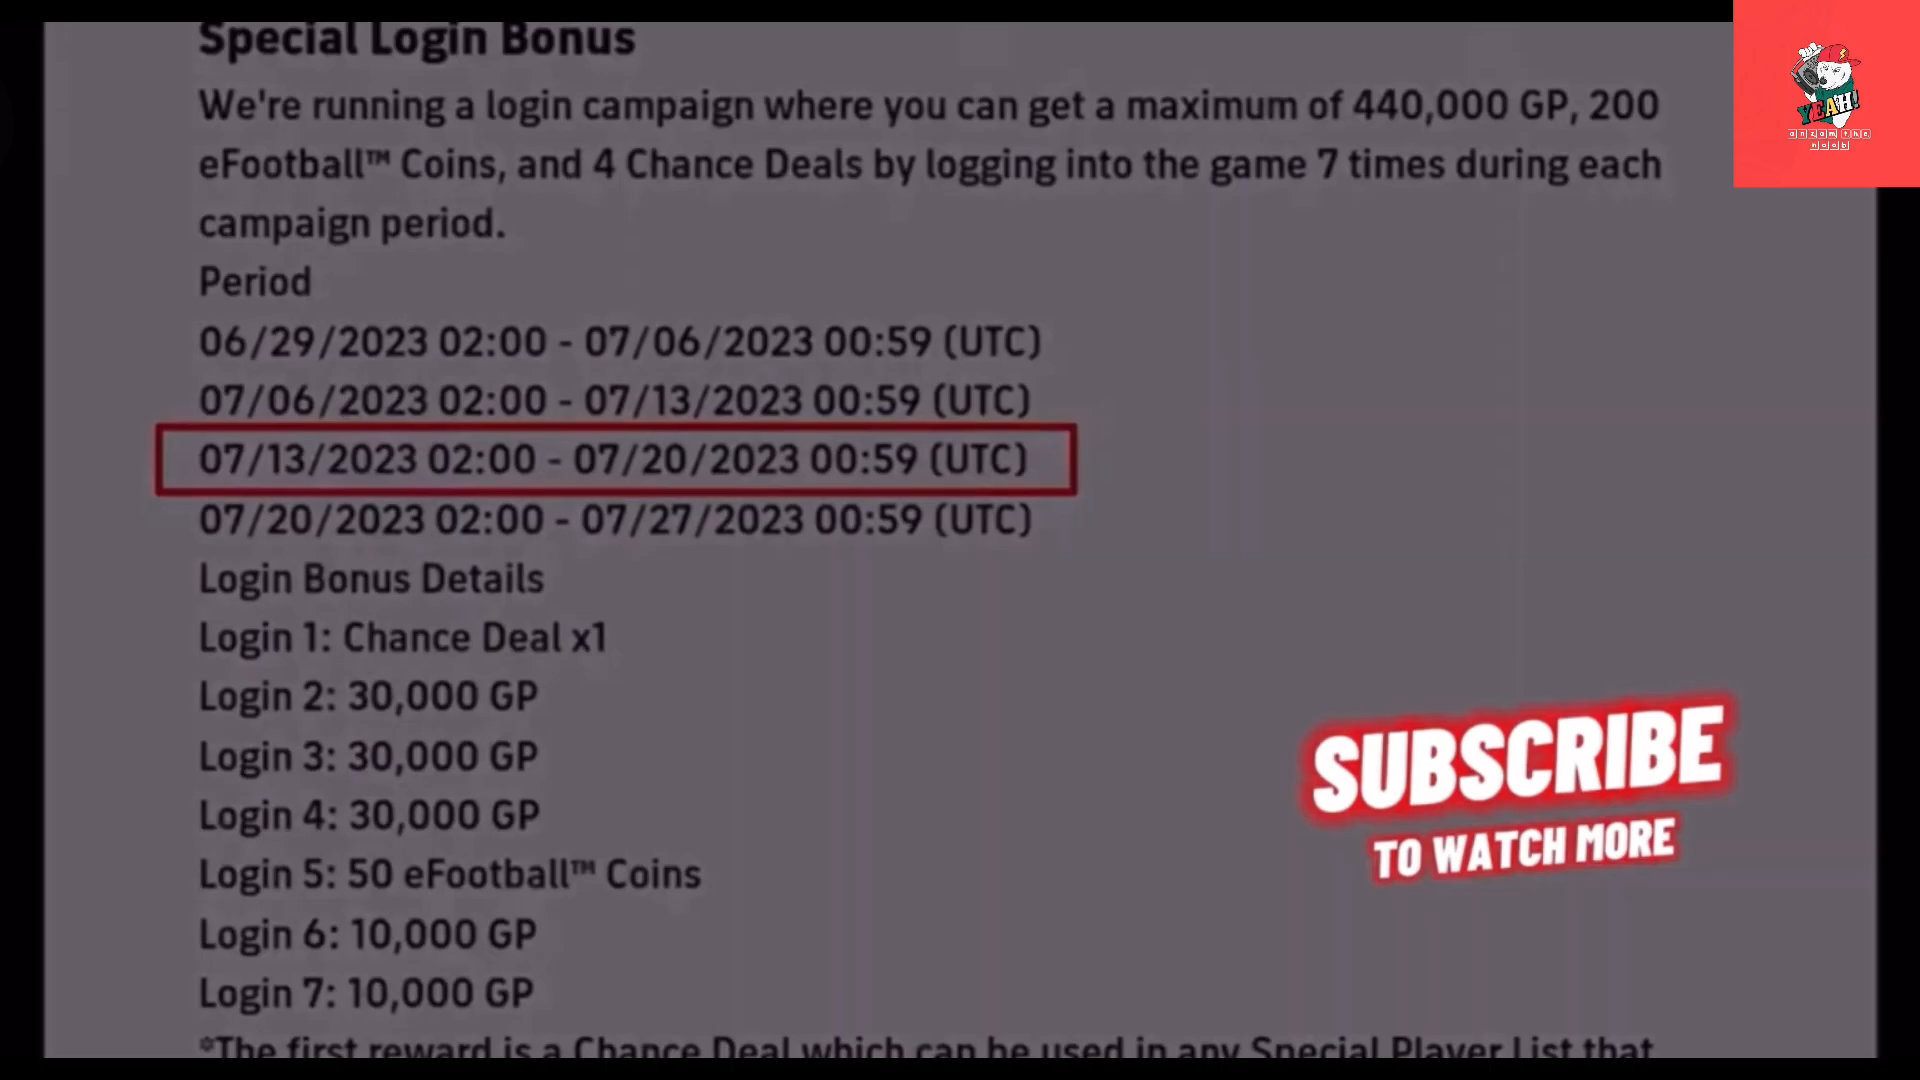 Special Login Bonus
We're running a login campaign where you can get a maximum of 440,000 GP, 200
eFootball™ Coins, and 4 Chance Deals by logging into the game 7 times during each
campaign period.
Period
06/29/2023 02:00 - 07/06/2023 00:59 (UTC)
07/06/2023 02:00 - 07/13/2023 00:59 (UTC)
07/13/2023 02:00 - 07/20/2023 00:59 (UTC)
07/20/2023 02:00 - 07/27/2023 00:59 (UTC)
Login Bonus Details
Login 1: Chance Deal x1
Login 2: 30,000 GP
Login 3: 30,000 GP
Login 4: 30,000 GP
Login 5: 50 eFootball™ Coins
Login 6: 10,000 GP
Login 7: 10,000 GP
*The first reward is a Chance Deal which can be used in any Special Player List that
SUBSCRIBE
TO WATCH MORE
YEAH!
anzam the
noob